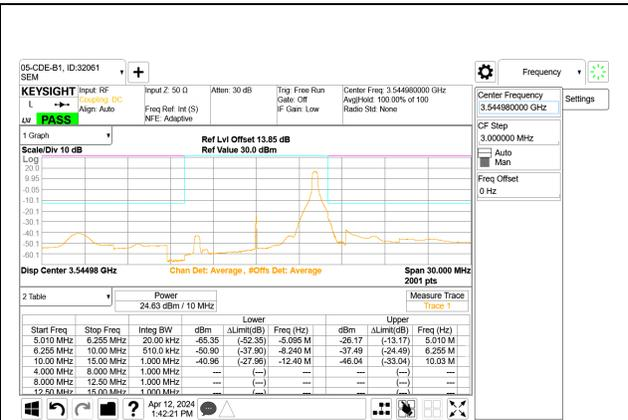 05-CDE-B1, ID:32061
SEM
Frequency
KEYSIGHT Input: RF Input Z: 50 Ω Atten: 30 dB Trig: Free Run Center Freq: 3.544980000 GHz
L Coupling: DC Gate: Off Avg|Hold: 100.00% of 100
Align: Auto Freq Ref: Int (S) IF Gain: Low Radio Std: None
NFE: Adaptive
LXI PASS
Center Frequency
3.544980000 GHz
Settings
CF Step
3.000000 MHz
Auto
Man
Freq Offset
0 Hz
1 Graph
Ref Lvl Offset 13.85 dB
Scale/Div 10 dB Ref Value 30.0 dBm
Log
20.0
9.95
-0.05
-10.1
-20.1
-30.1
-40.1
-50.1
-60.1
Disp Center 3.54498 GHz Chan Det: Average, #Offs Det: Average Span 30.000 MHz
2001 pts
2 Table
Power
24.63 dBm / 10 MHz
Measure Trace
Trace 1
Lower Upper
Start Freq Stop Freq Integ BW dBm ΔLimit(dB) Freq (Hz) dBm ΔLimit(dB) Freq (Hz)
5.010 MHz 6.255 MHz 20.00 kHz -65.35 (-52.35) -5.095 M -26.17 (-13.17) 5.010 M
6.255 MHz 10.00 MHz 510.0 kHz -50.90 (-37.90) -8.240 M -37.49 (-24.49) 6.255 M
10.00 MHz 15.00 MHz 1.000 MHz -40.96 (-27.96) -12.40 M -46.04 (-33.04) 10.03 M
4.000 MHz 8.000 MHz 1.000 MHz --- (---) --- (---)
8.000 MHz 12.50 MHz 1.000 MHz --- (---) --- (---)
12.50 MHz 15.00 MHz 1.000 MHz --- (---) --- (---)
Apr 12, 2024
1:42:21 PM